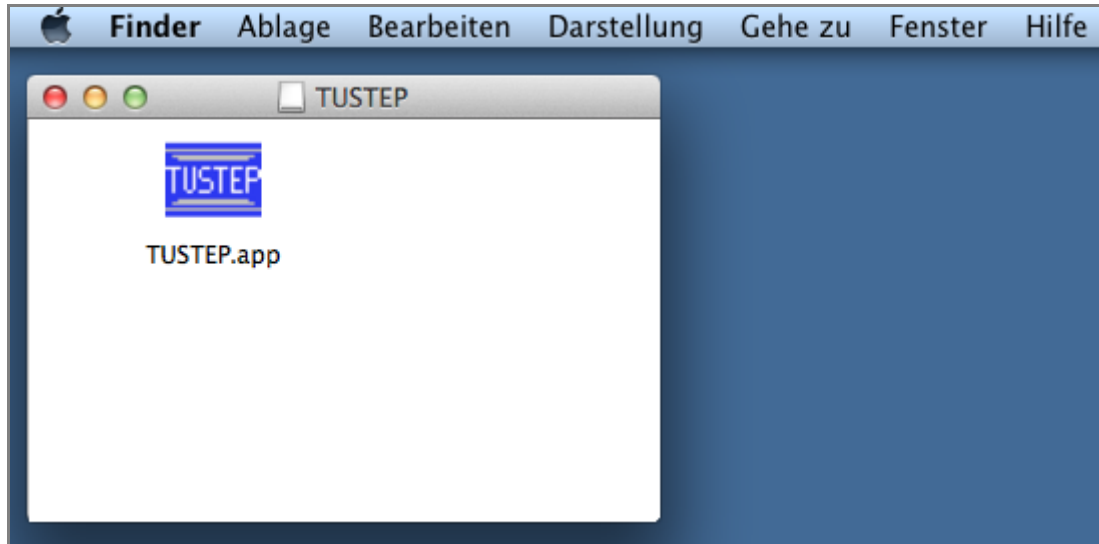 Finder Ablage Bearbeiten Darstellung Gehe zu Fenster Hilfe
TUSTEP
TUSTEP
TUSTEP.app